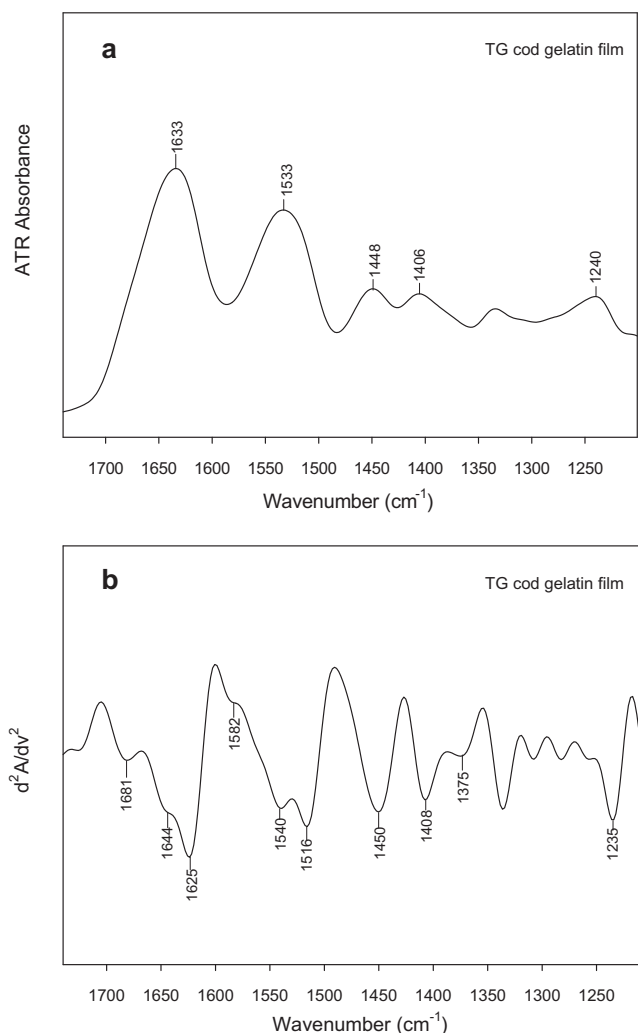 a
TG cod gelatin film
1633
1533
1448
1406
1240
ATR Absorbance
1700 1650 1600 1550 1500 1450 1400 1350 1300 1250
Wavenumber (cm⁻¹)
b
TG cod gelatin film
1681
1644
1625
1582
1540
1516
1450
1408
1375
1235
d²A/dv²
1700 1650 1600 1550 1500 1450 1400 1350 1300 1250
Wavenumber (cm⁻¹)